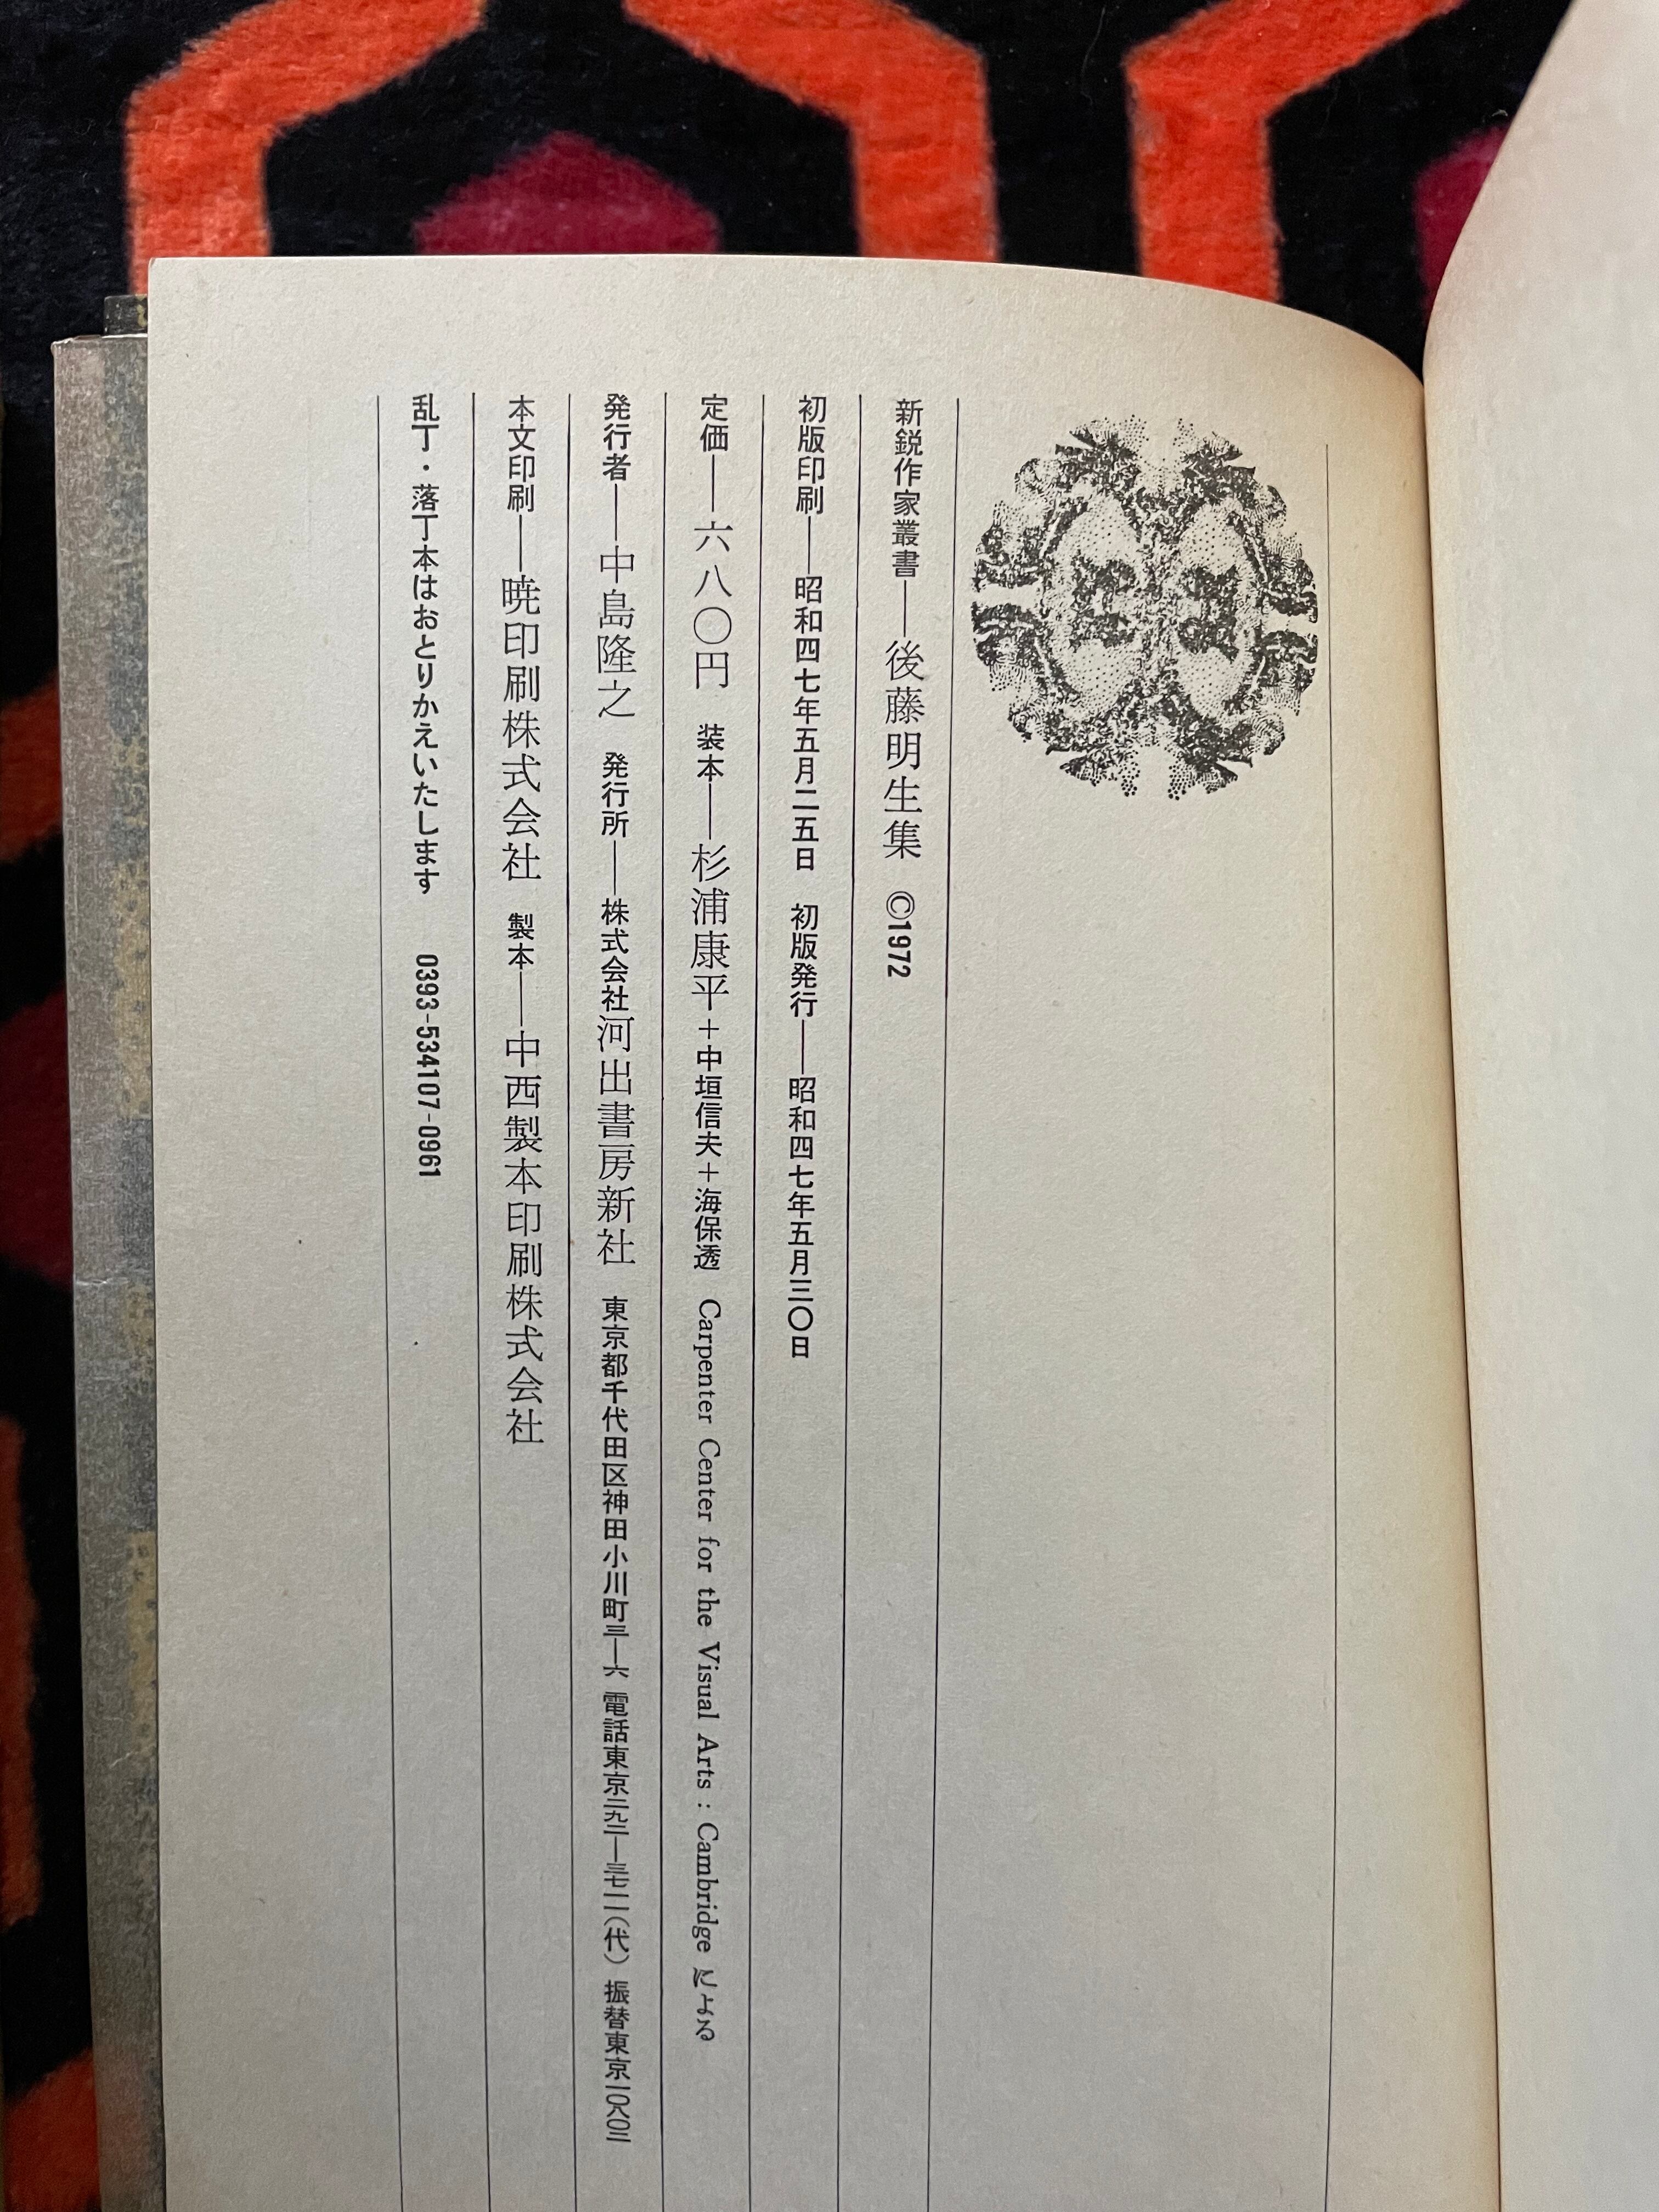 新鋭作家叢書――後藤明生集 ©1972
初版印刷――昭和四七年五月二五日 初版発行――昭和四七年五月三〇日
定価――六八〇円 装本――杉浦康平+中垣信夫+海保透 Carpenter Center for the Visual Arts : Cambridge による
発行者――中島隆之 発行所――株式会社河出書房新社 東京都千代田区神田小川町三―六 電話東京二九二―三七一一(代) 振替東京一〇八〇二
本文印刷――暁印刷株式会社 製本――中西製本印刷株式会社
乱丁・落丁本はおとりかえいたします 0393-534107-0961